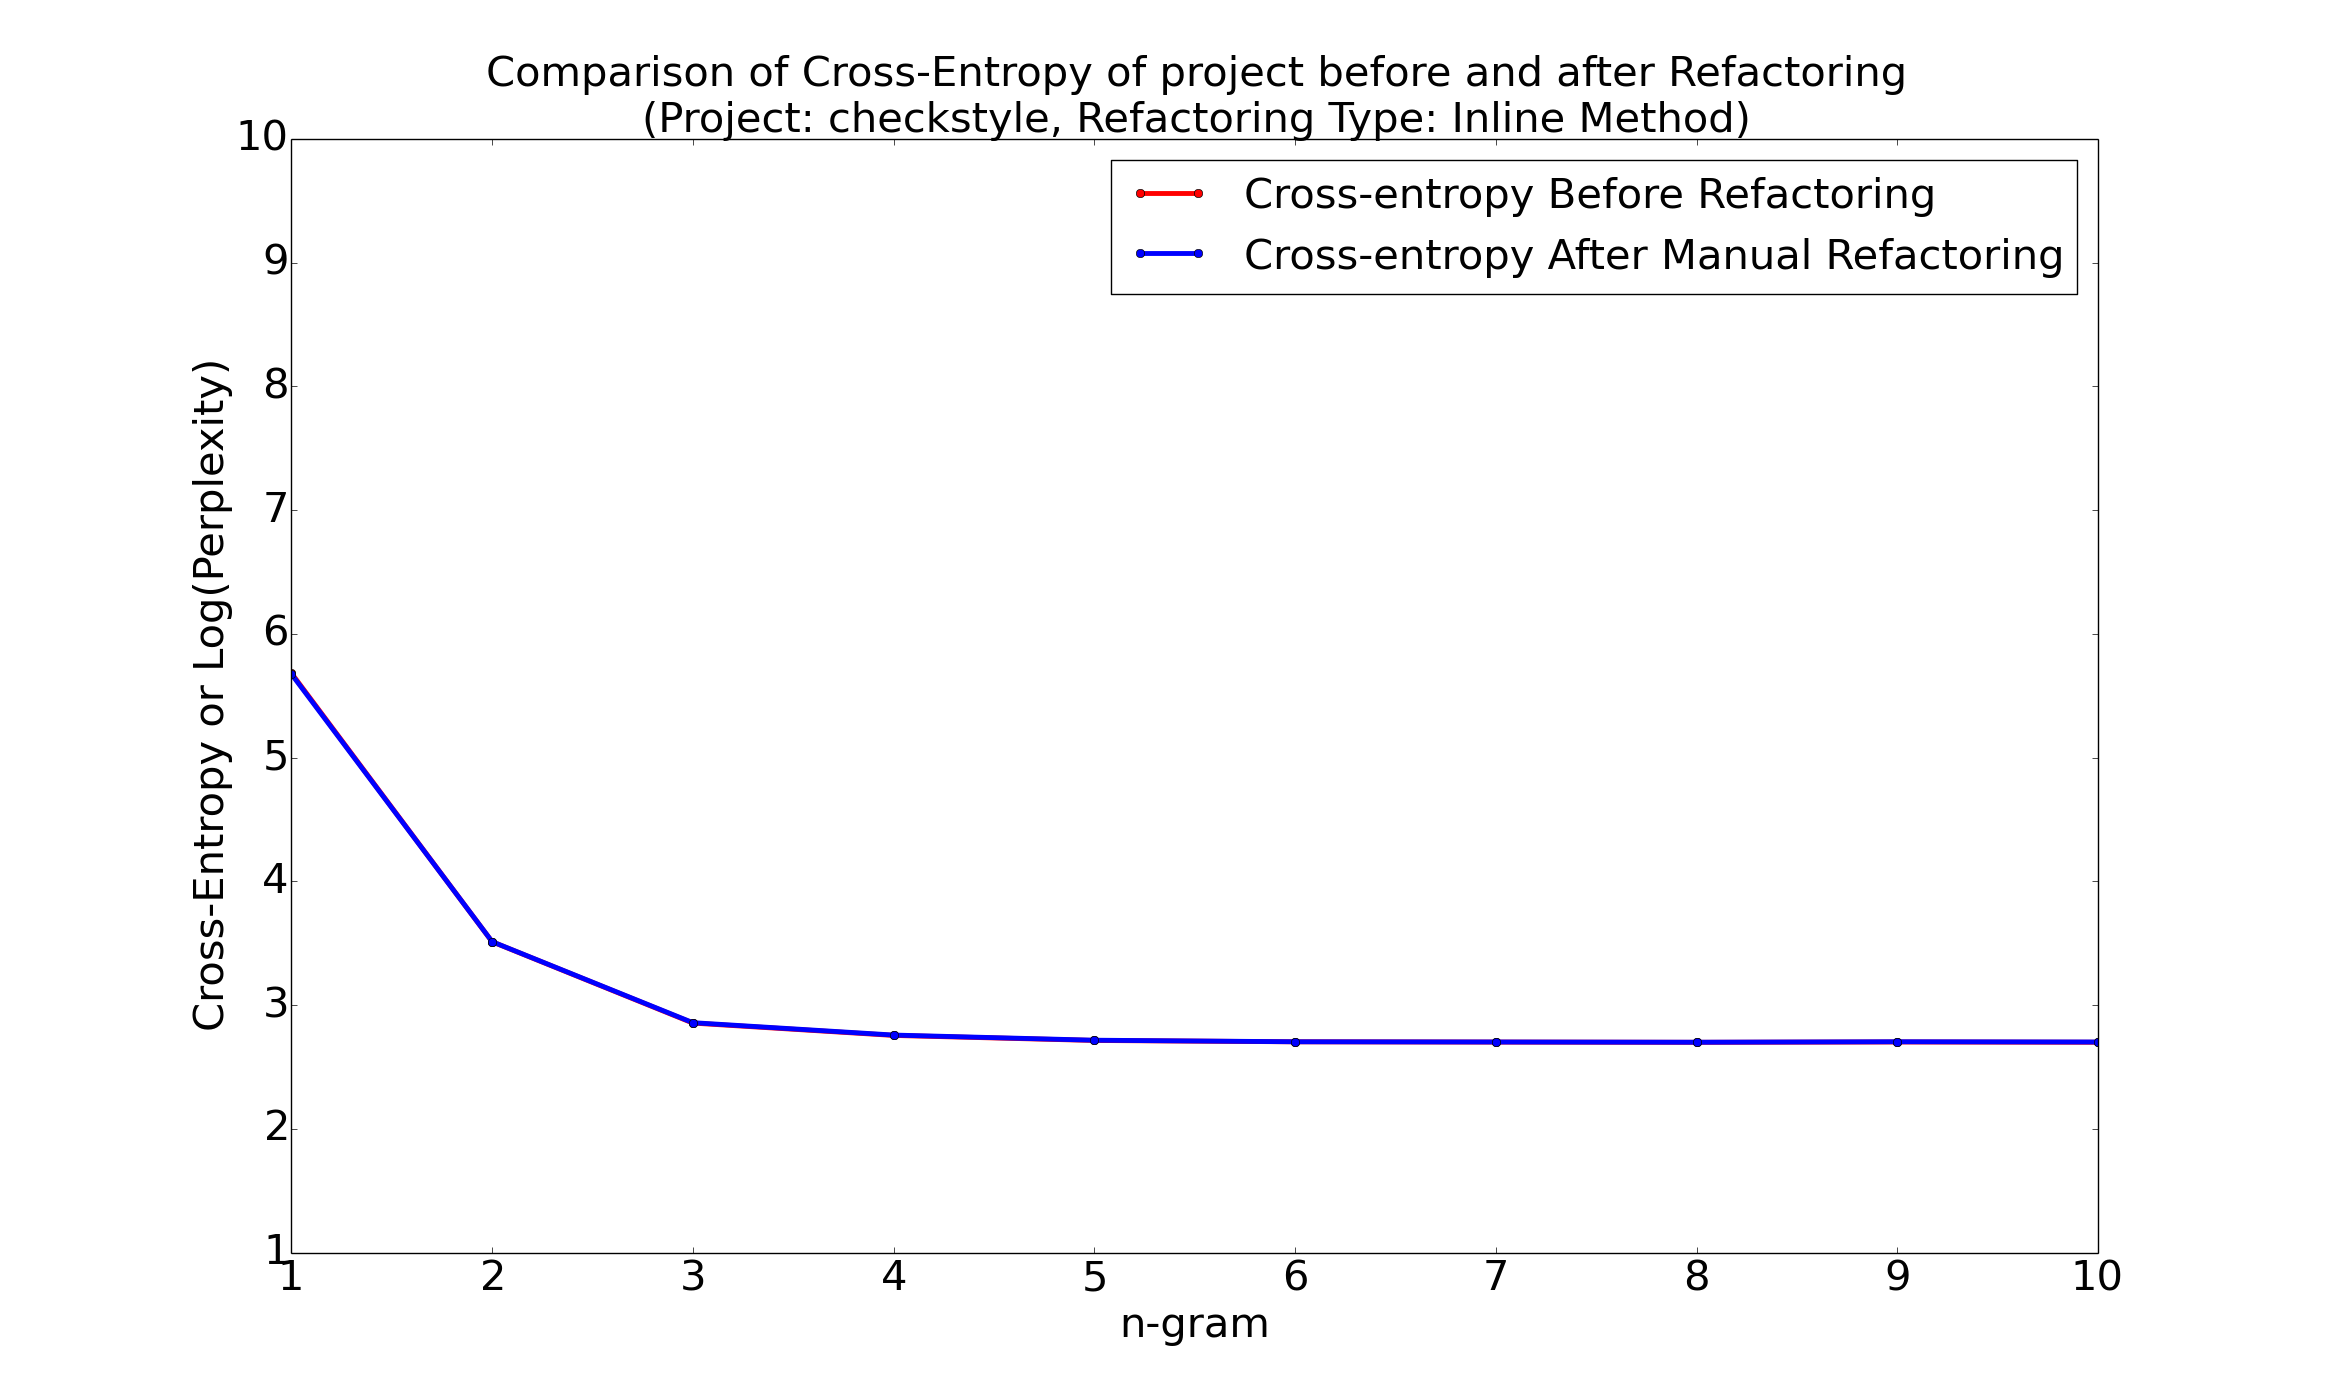 Comparison of Cross-Entropy of project before and after Refactoring
(Project: checkstyle, Refactoring Type: Inline Method)
Cross-entropy Before Refactoring
Cross-entropy After Manual Refactoring
Cross-Entropy or Log(Perplexity)
10
9
8
7
6
5
4
3
2
1
1 2 3 4 5 6 7 8 9 10
n-gram